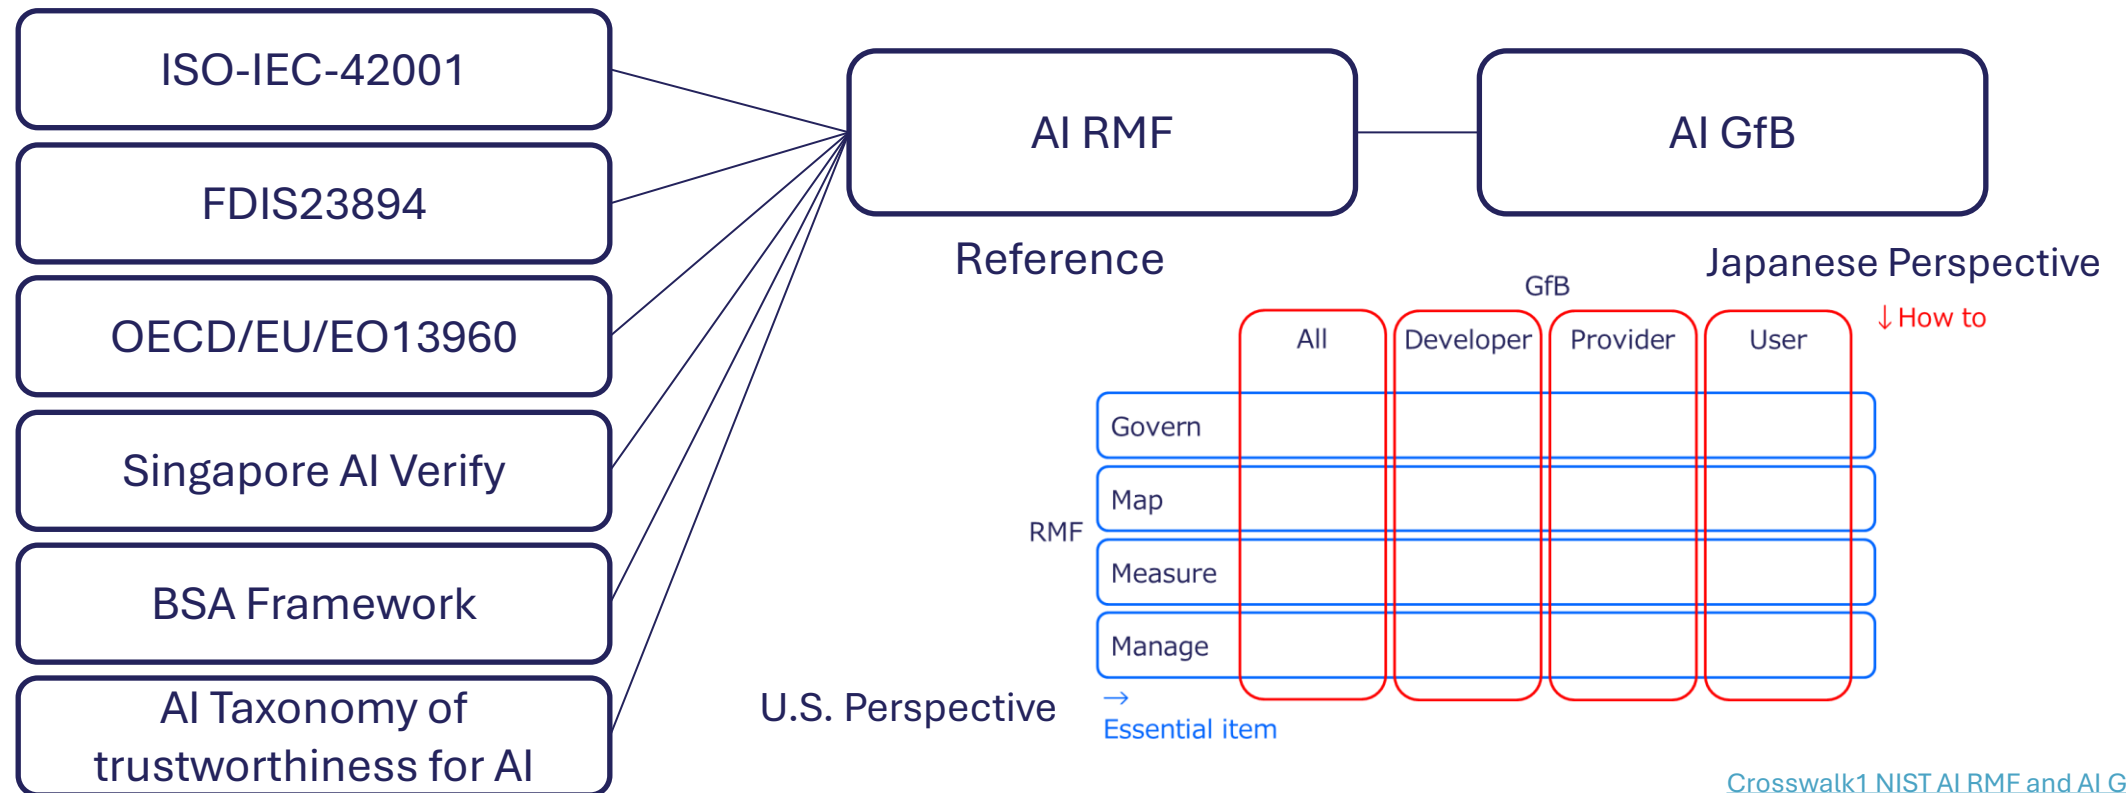 ISO-IEC-42001
FDIS23894
OECD/EU/EO13960
Singapore AI Verify
BSA Framework
AI Taxonomy of
trustworthiness for AI
AI RMF
AI GfB
Reference
Japanese Perspective
GfB
↓How to
All
Developer
Provider
User
RMF
Govern
Map
Measure
Manage
U.S. Perspective
→
Essential item
Crosswalk1 NIST AI RMF and AI G